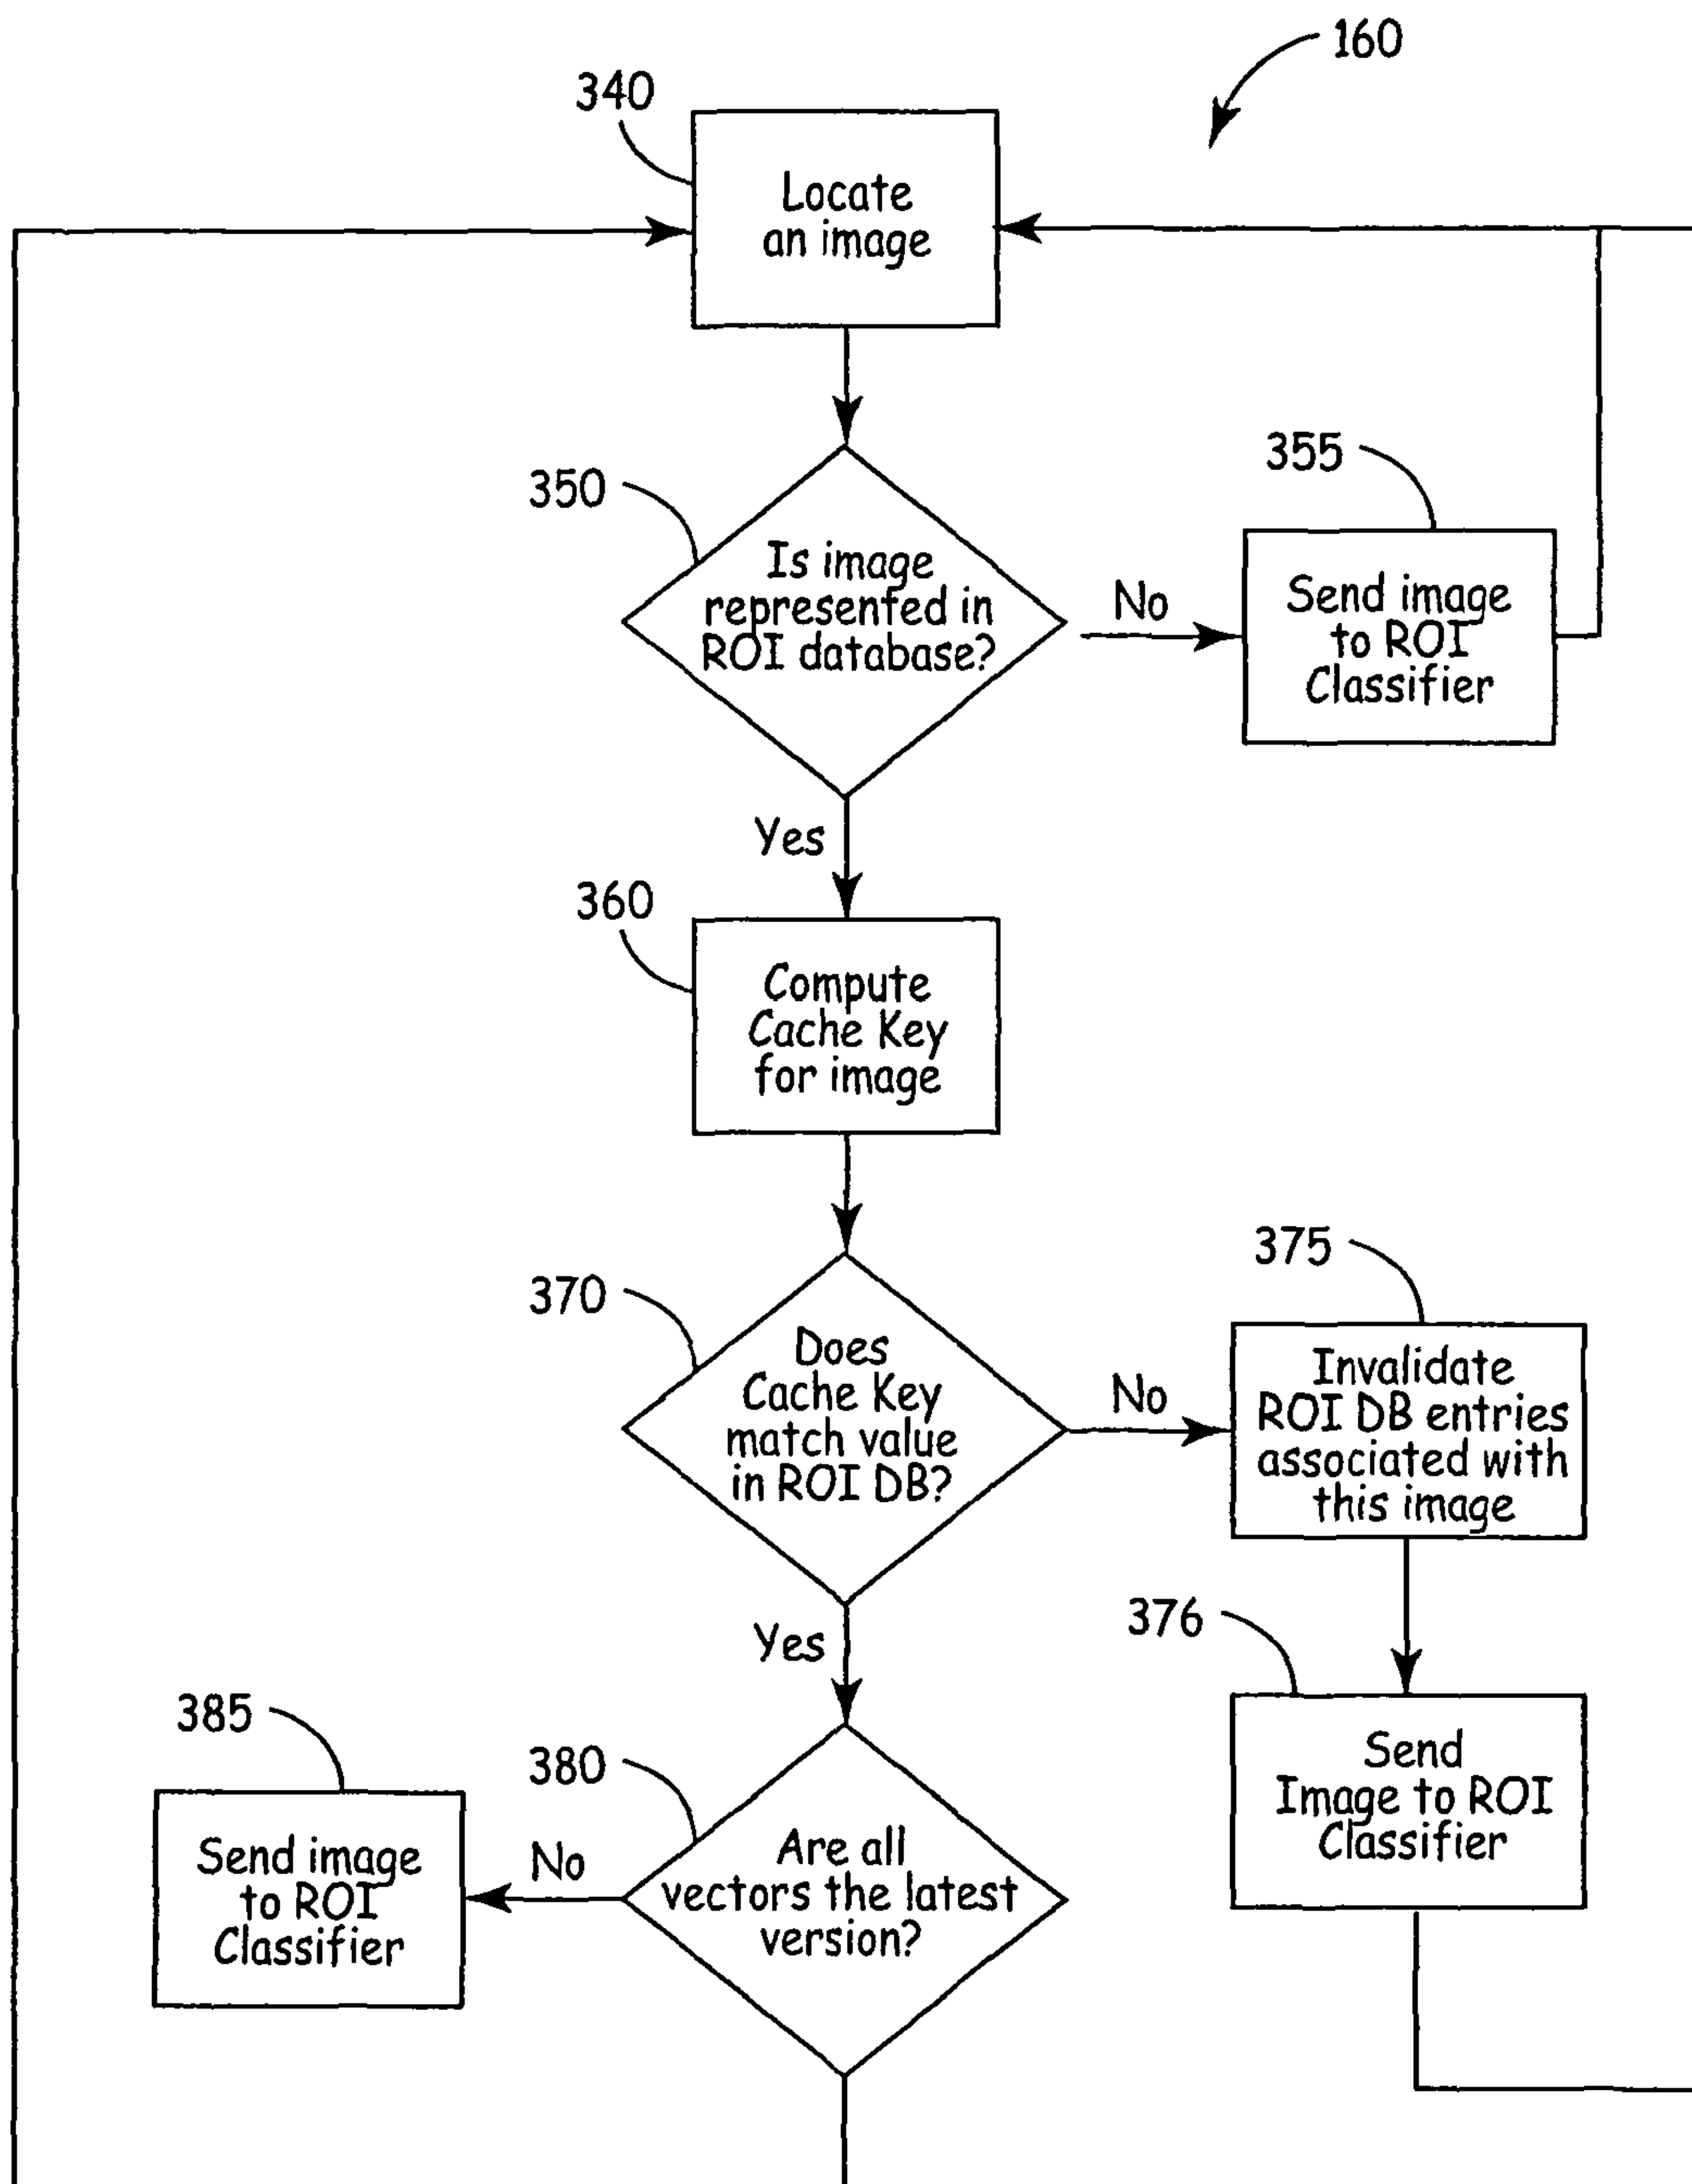 160
340
Locate
an image
350
Is image
represented in
ROI database?
No
355
Send image
to ROI
Classifier
Yes
360
Compute
Cache Key
for image
370
Does
Cache Key
match value
in ROI DB?
No
375
Invalidate
ROI DB entries
associated with
this image
Yes
376
Send
Image to ROI
Classifier
380
Are all
vectors the latest
version?
No
385
Send image
to ROI
Classifier